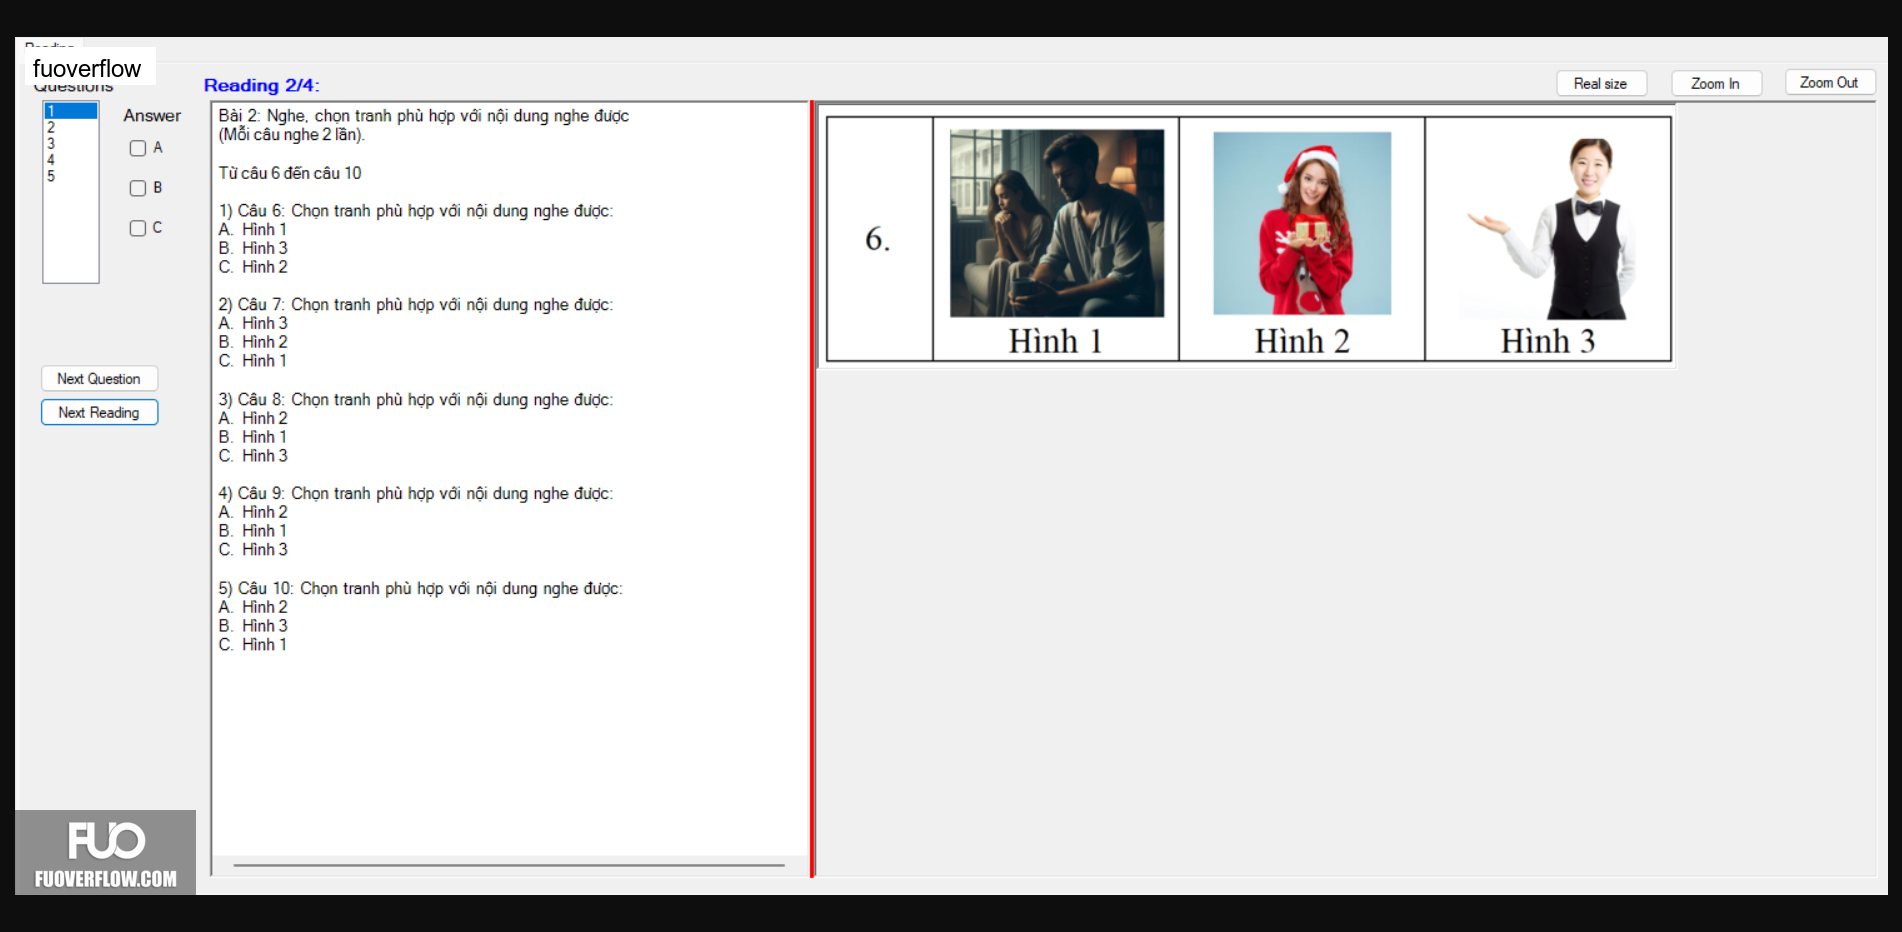 fuoverflow
Questions
Reading 2/4:
Real size
Zoom In
Zoom Out
1
2
3
4
5
Answer
A
B
C
Next Question
Next Reading
Bài 2: Nghe, chọn tranh phù hợp với nội dung nghe được
(Mỗi câu nghe 2 lần).
Từ câu 6 đến câu 10
1) Câu 6: Chọn tranh phù hợp với nội dung nghe được:
A. Hình 1
B. Hình 3
C. Hình 2
2) Câu 7: Chọn tranh phù hợp với nội dung nghe được:
A. Hình 3
B. Hình 2
C. Hình 1
3) Câu 8: Chọn tranh phù hợp với nội dung nghe được:
A. Hình 2
B. Hình 1
C. Hình 3
4) Câu 9: Chọn tranh phù hợp với nội dung nghe được:
A. Hình 2
B. Hình 1
C. Hình 3
5) Câu 10: Chọn tranh phù hợp với nội dung nghe được:
A. Hình 2
B. Hình 3
C. Hình 1
6.
Hình 1
Hình 2
Hình 3
FUO
FUOVERFLOW.COM